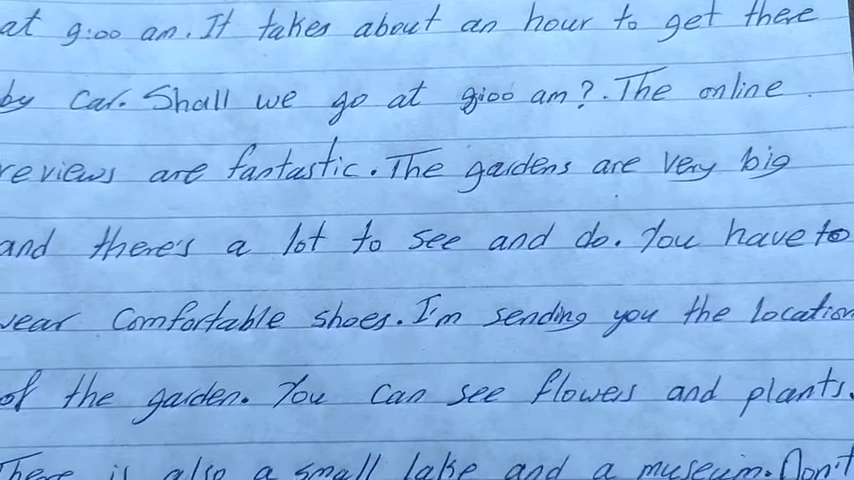 at 9:00 am. It takes about an hour to get there
by car. Shall we go at 9:00 am?. The online
reviews are fantastic. The gardens are very big
and there's a lot to see and do. You have to
wear comfortable shoes. I'm sending you the location
of the garden. You can see flowers and plants.
There is also a small lake and a museum. Don't